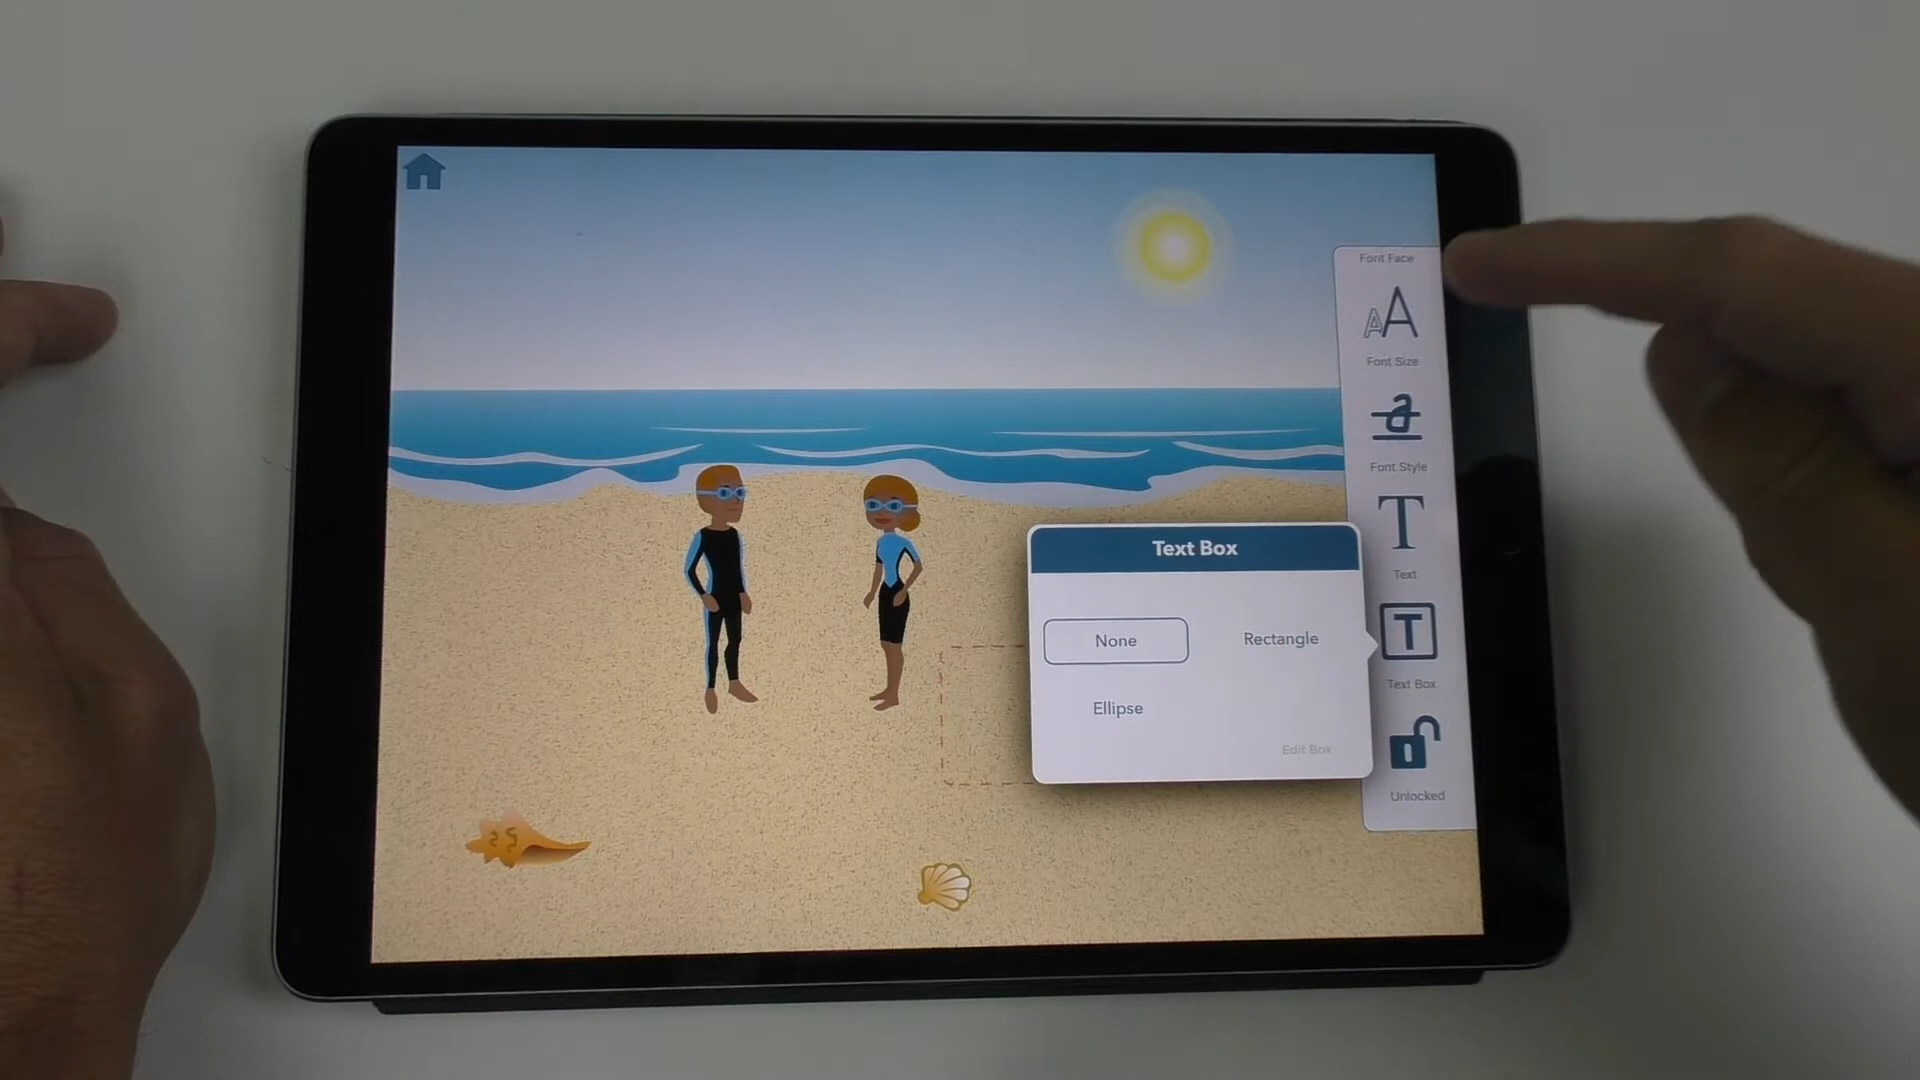 Font Face
Font Size
Font Style
Text
Text Box
None
Rectangle
Ellipse
Edit Box
Text Box
Unlocked